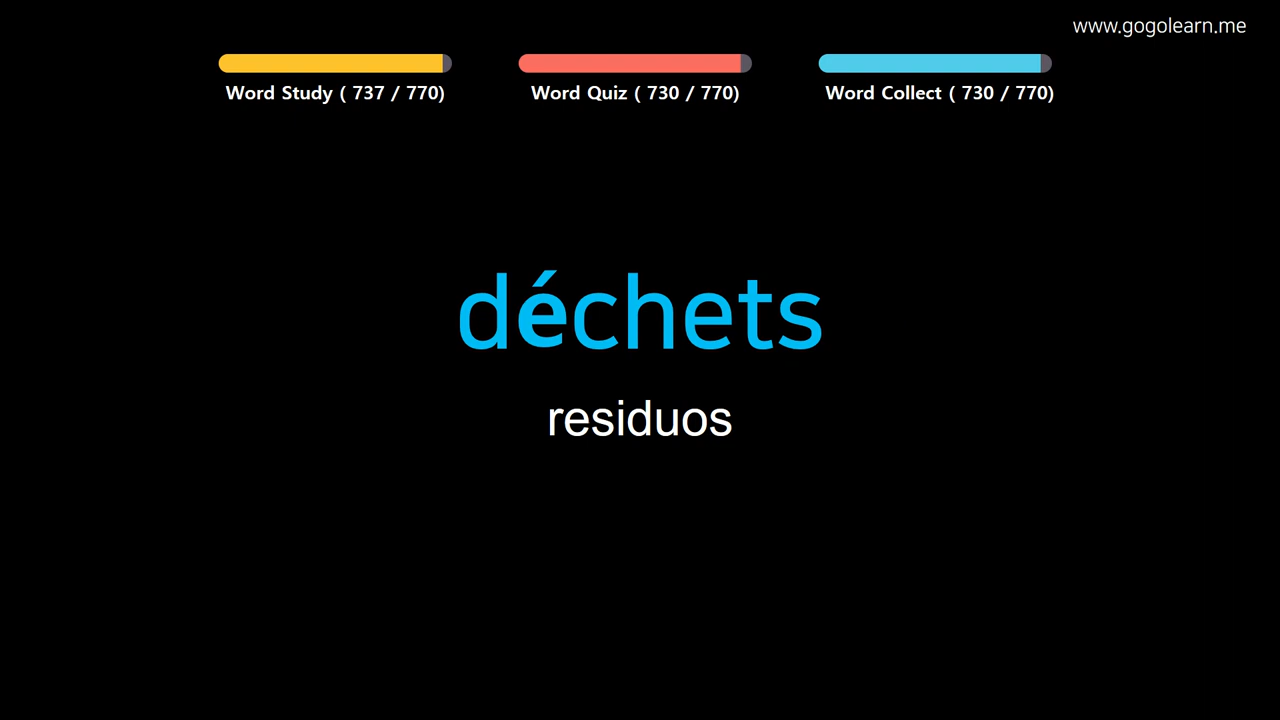 www.gogolearn.me
Word Study ( 737 / 770)
Word Quiz ( 730 / 770)
Word Collect ( 730 / 770)
déchets
residuos